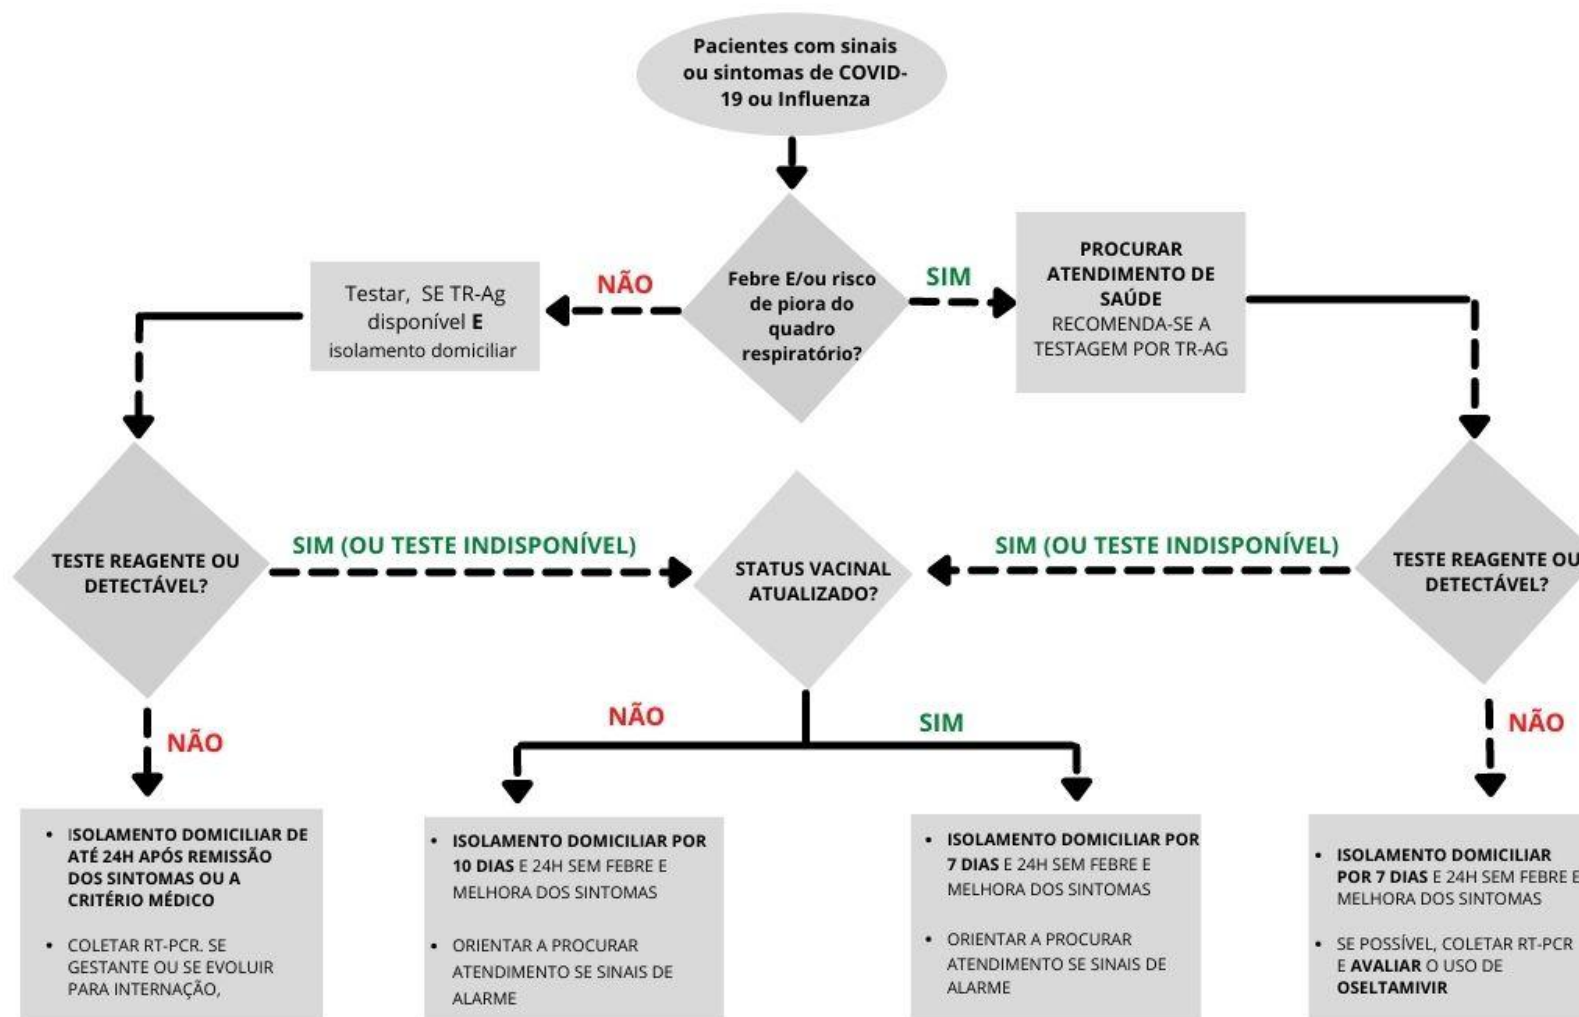 Pacientes com sinais
ou sintomas de COVID-
19 ou Influenza
Febre E/ou risco
de piora do
quadro
respiratório?
NÃO
SIM
Testar, SE TR-Ag
disponível E
isolamento domiciliar
PROCURAR
ATENDIMENTO DE
SAÚDE
RECOMENDA-SE A
TESTAGEM POR TR-AG
TESTE REAGENTE OU
DETECTÁVEL?
SIM (OU TESTE INDISPONÍVEL)
STATUS VACINAL
ATUALIZADO?
SIM (OU TESTE INDISPONÍVEL)
TESTE REAGENTE OU
DETECTÁVEL?
NÃO
NÃO
SIM
NÃO
• ISOLAMENTO DOMICILIAR DE
ATÉ 24H APÓS REMISSÃO
DOS SINTOMAS OU A
CRITÉRIO MÉDICO
• COLETAR RT-PCR. SE
GESTANTE OU SE EVOLUIR
PARA INTERNAÇÃO,
• ISOLAMENTO DOMICILIAR POR
10 DIAS E 24H SEM FEBRE E
MELHORA DOS SINTOMAS
• ORIENTAR A PROCURAR
ATENDIMENTO SE SINAIS DE
ALARME
• ISOLAMENTO DOMICILIAR POR
7 DIAS E 24H SEM FEBRE E
MELHORA DOS SINTOMAS
• ORIENTAR A PROCURAR
ATENDIMENTO SE SINAIS DE
ALARME
• ISOLAMENTO DOMICILIAR
POR 7 DIAS E 24H SEM FEBRE E
MELHORA DOS SINTOMAS
• SE POSSÍVEL, COLETAR RT-PCR
E AVALIAR O USO DE
OSELTAMIVIR